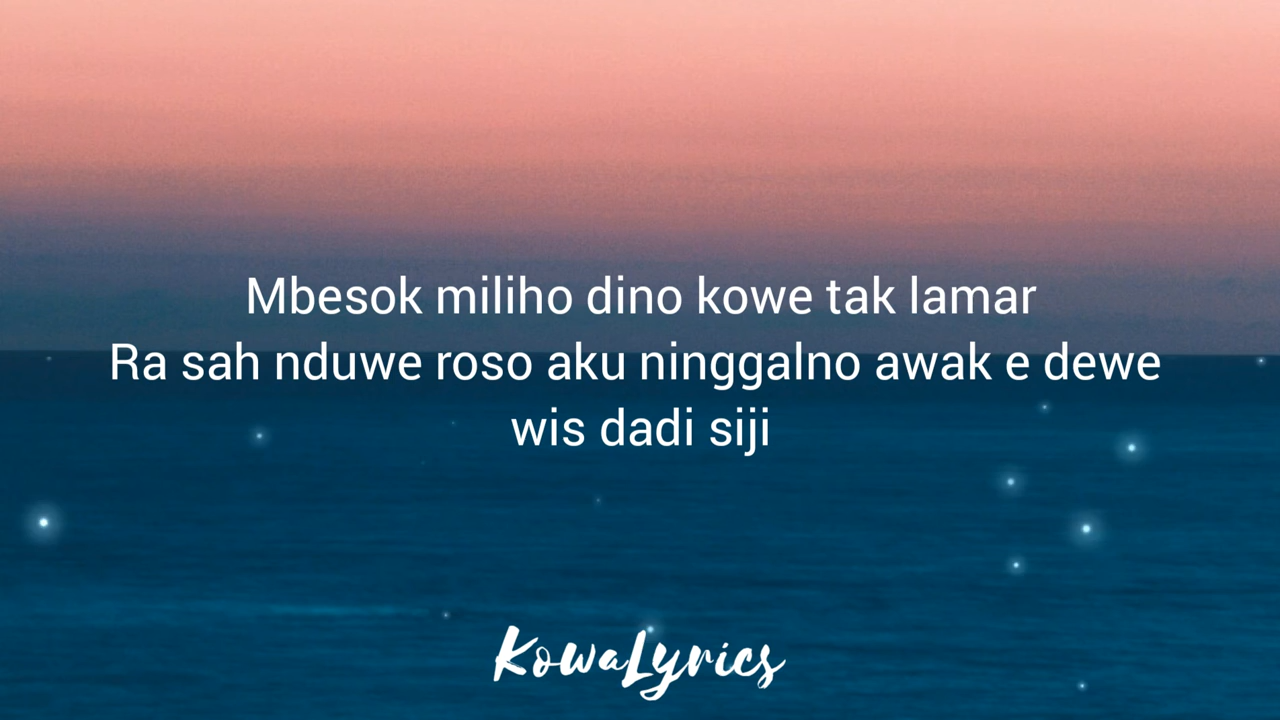 Mbesok miliho dino kowe tak lamar
Ra sah nduwe roso aku ninggalno awak e dewe
wis dadi siji
KowaLyrics